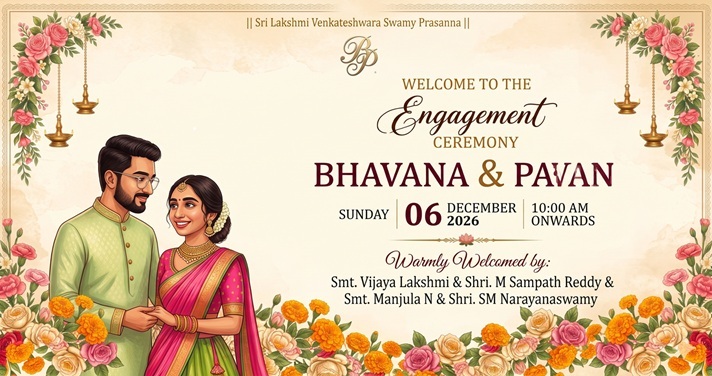 || Sri Lakshmi Venkateshwara Swamy Prasanna ||
BP
WELCOME TO THE
Engagement
CEREMONY
BHAVANA & PAVAN
SUNDAY 06 DECEMBER 2026 10:00 AM ONWARDS
Warmly Welcomed by:
Smt. Vijaya Lakshmi & Shri. M Sampath Reddy &
Smt. Manjula N & Shri. SM Narayanaswamy